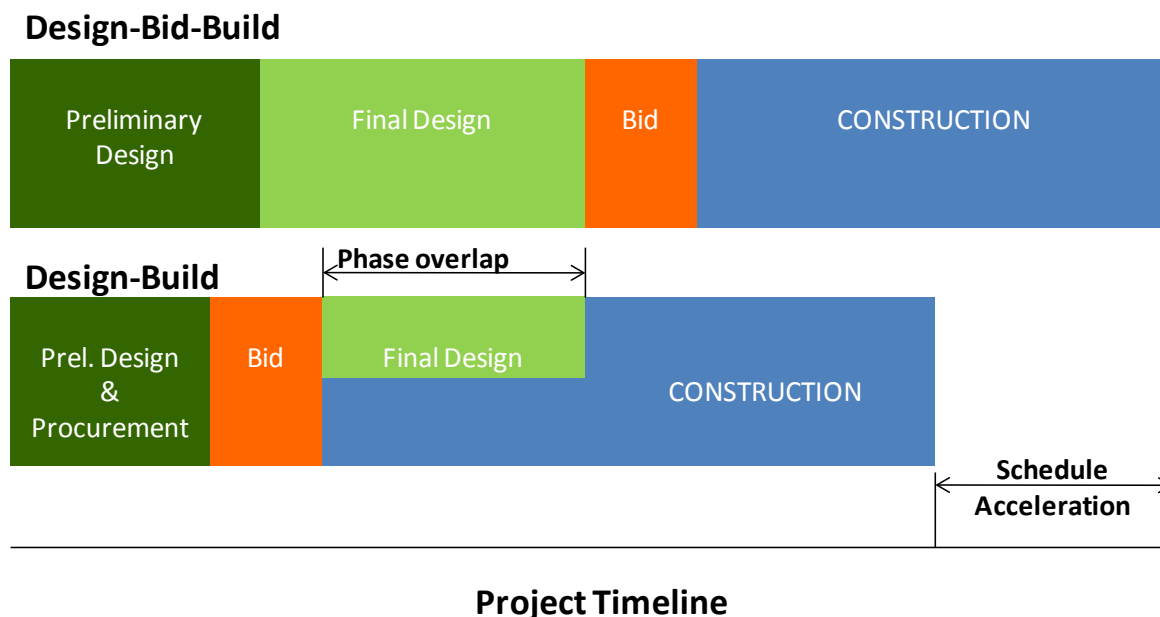 Design-Bid-Build
Preliminary
Design
Final Design
Bid
CONSTRUCTION
Phase overlap
Design-Build
Prel. Design
&
Procurement
Bid
Final Design
CONSTRUCTION
Schedule
Acceleration
Project Timeline